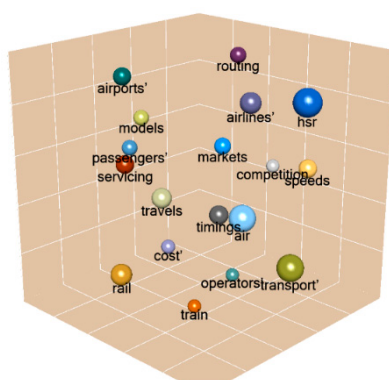 routing
airports'
airlines'
hsr
models
passengers'
markets
servicing
competition
speeds
travels
timings
air
cost'
rail
operators'
transport'
train